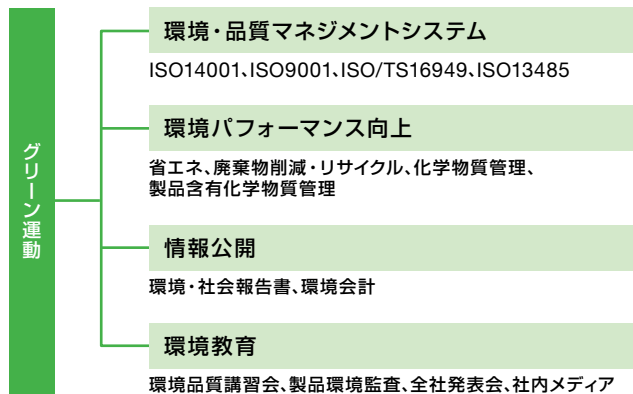 グリーン運動
環境・品質マネジメントシステム
ISO14001、ISO9001、ISO/TS16949、ISO13485
環境パフォーマンス向上
省エネ、廃棄物削減・リサイクル、化学物質管理、
製品含有化学物質管理
情報公開
環境・社会報告書、環境会計
環境教育
環境品質講習会、製品環境監査、全社発表会、社内メディア